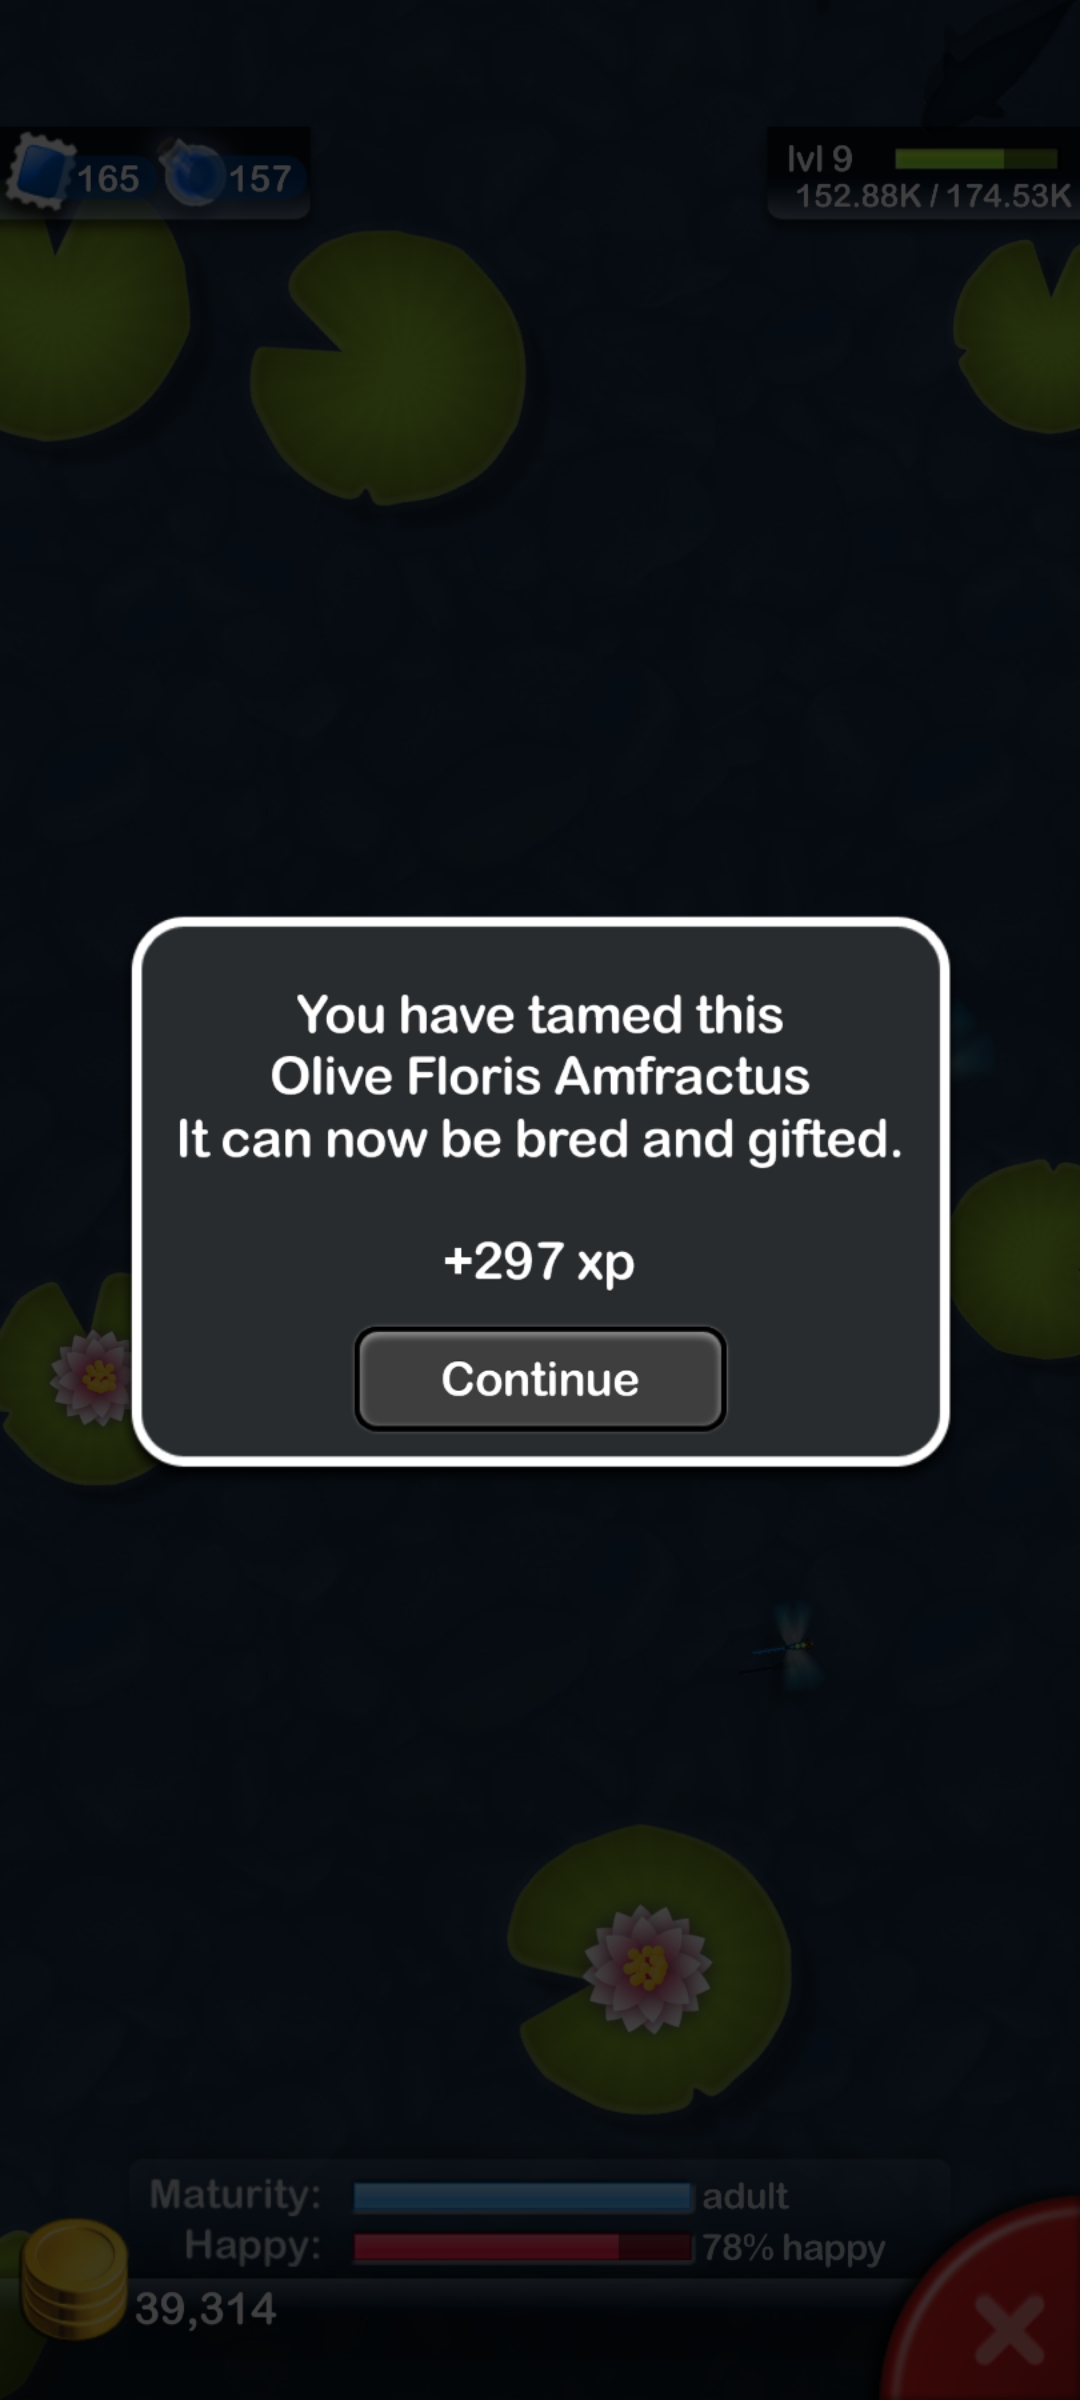 165
157
lvl 9
152.88K / 174.53K
You have tamed this
Olive Floris Amfractus
It can now be bred and gifted.
+297 xp
Continue
Maturity: adult
Happy: 78% happy
39,314